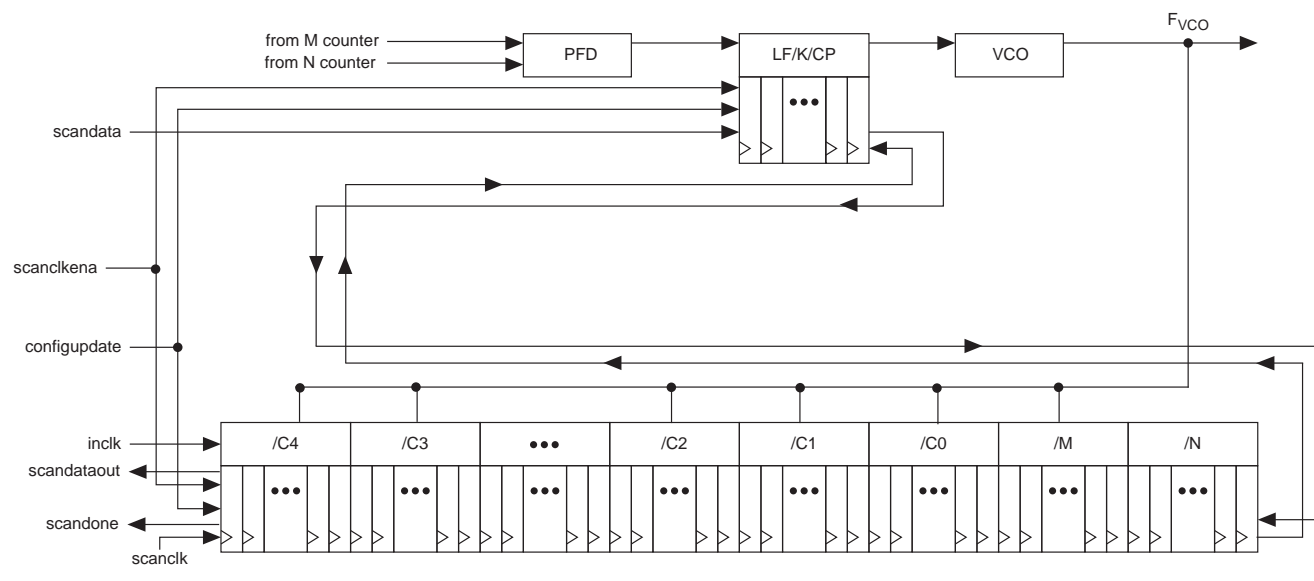 F_VCO
from M counter
from N counter
PFD
LF/K/CP
VCO
scandata
scanclkena
configupdate
inclk
/C4
/C3
/C2
/C1
/C0
/M
/N
scandataout
scandone
scanclk